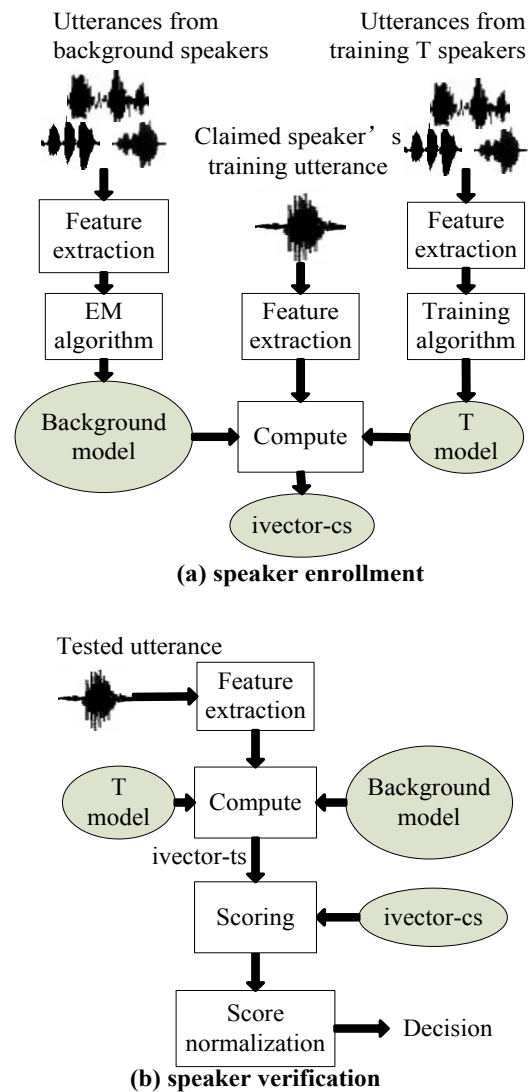 Utterances from
background speakers
Utterances from
training T speakers
Claimed speaker's
training utterance
Feature
extraction
Feature
extraction
EM
algorithm
Feature
extraction
Training
algorithm
Background
model
Compute
T
model
ivector-cs
(a) speaker enrollment
Tested utterance
Feature
extraction
T
model
Compute
Background
model
ivector-ts
Scoring
ivector-cs
Score
normalization
Decision
(b) speaker verification